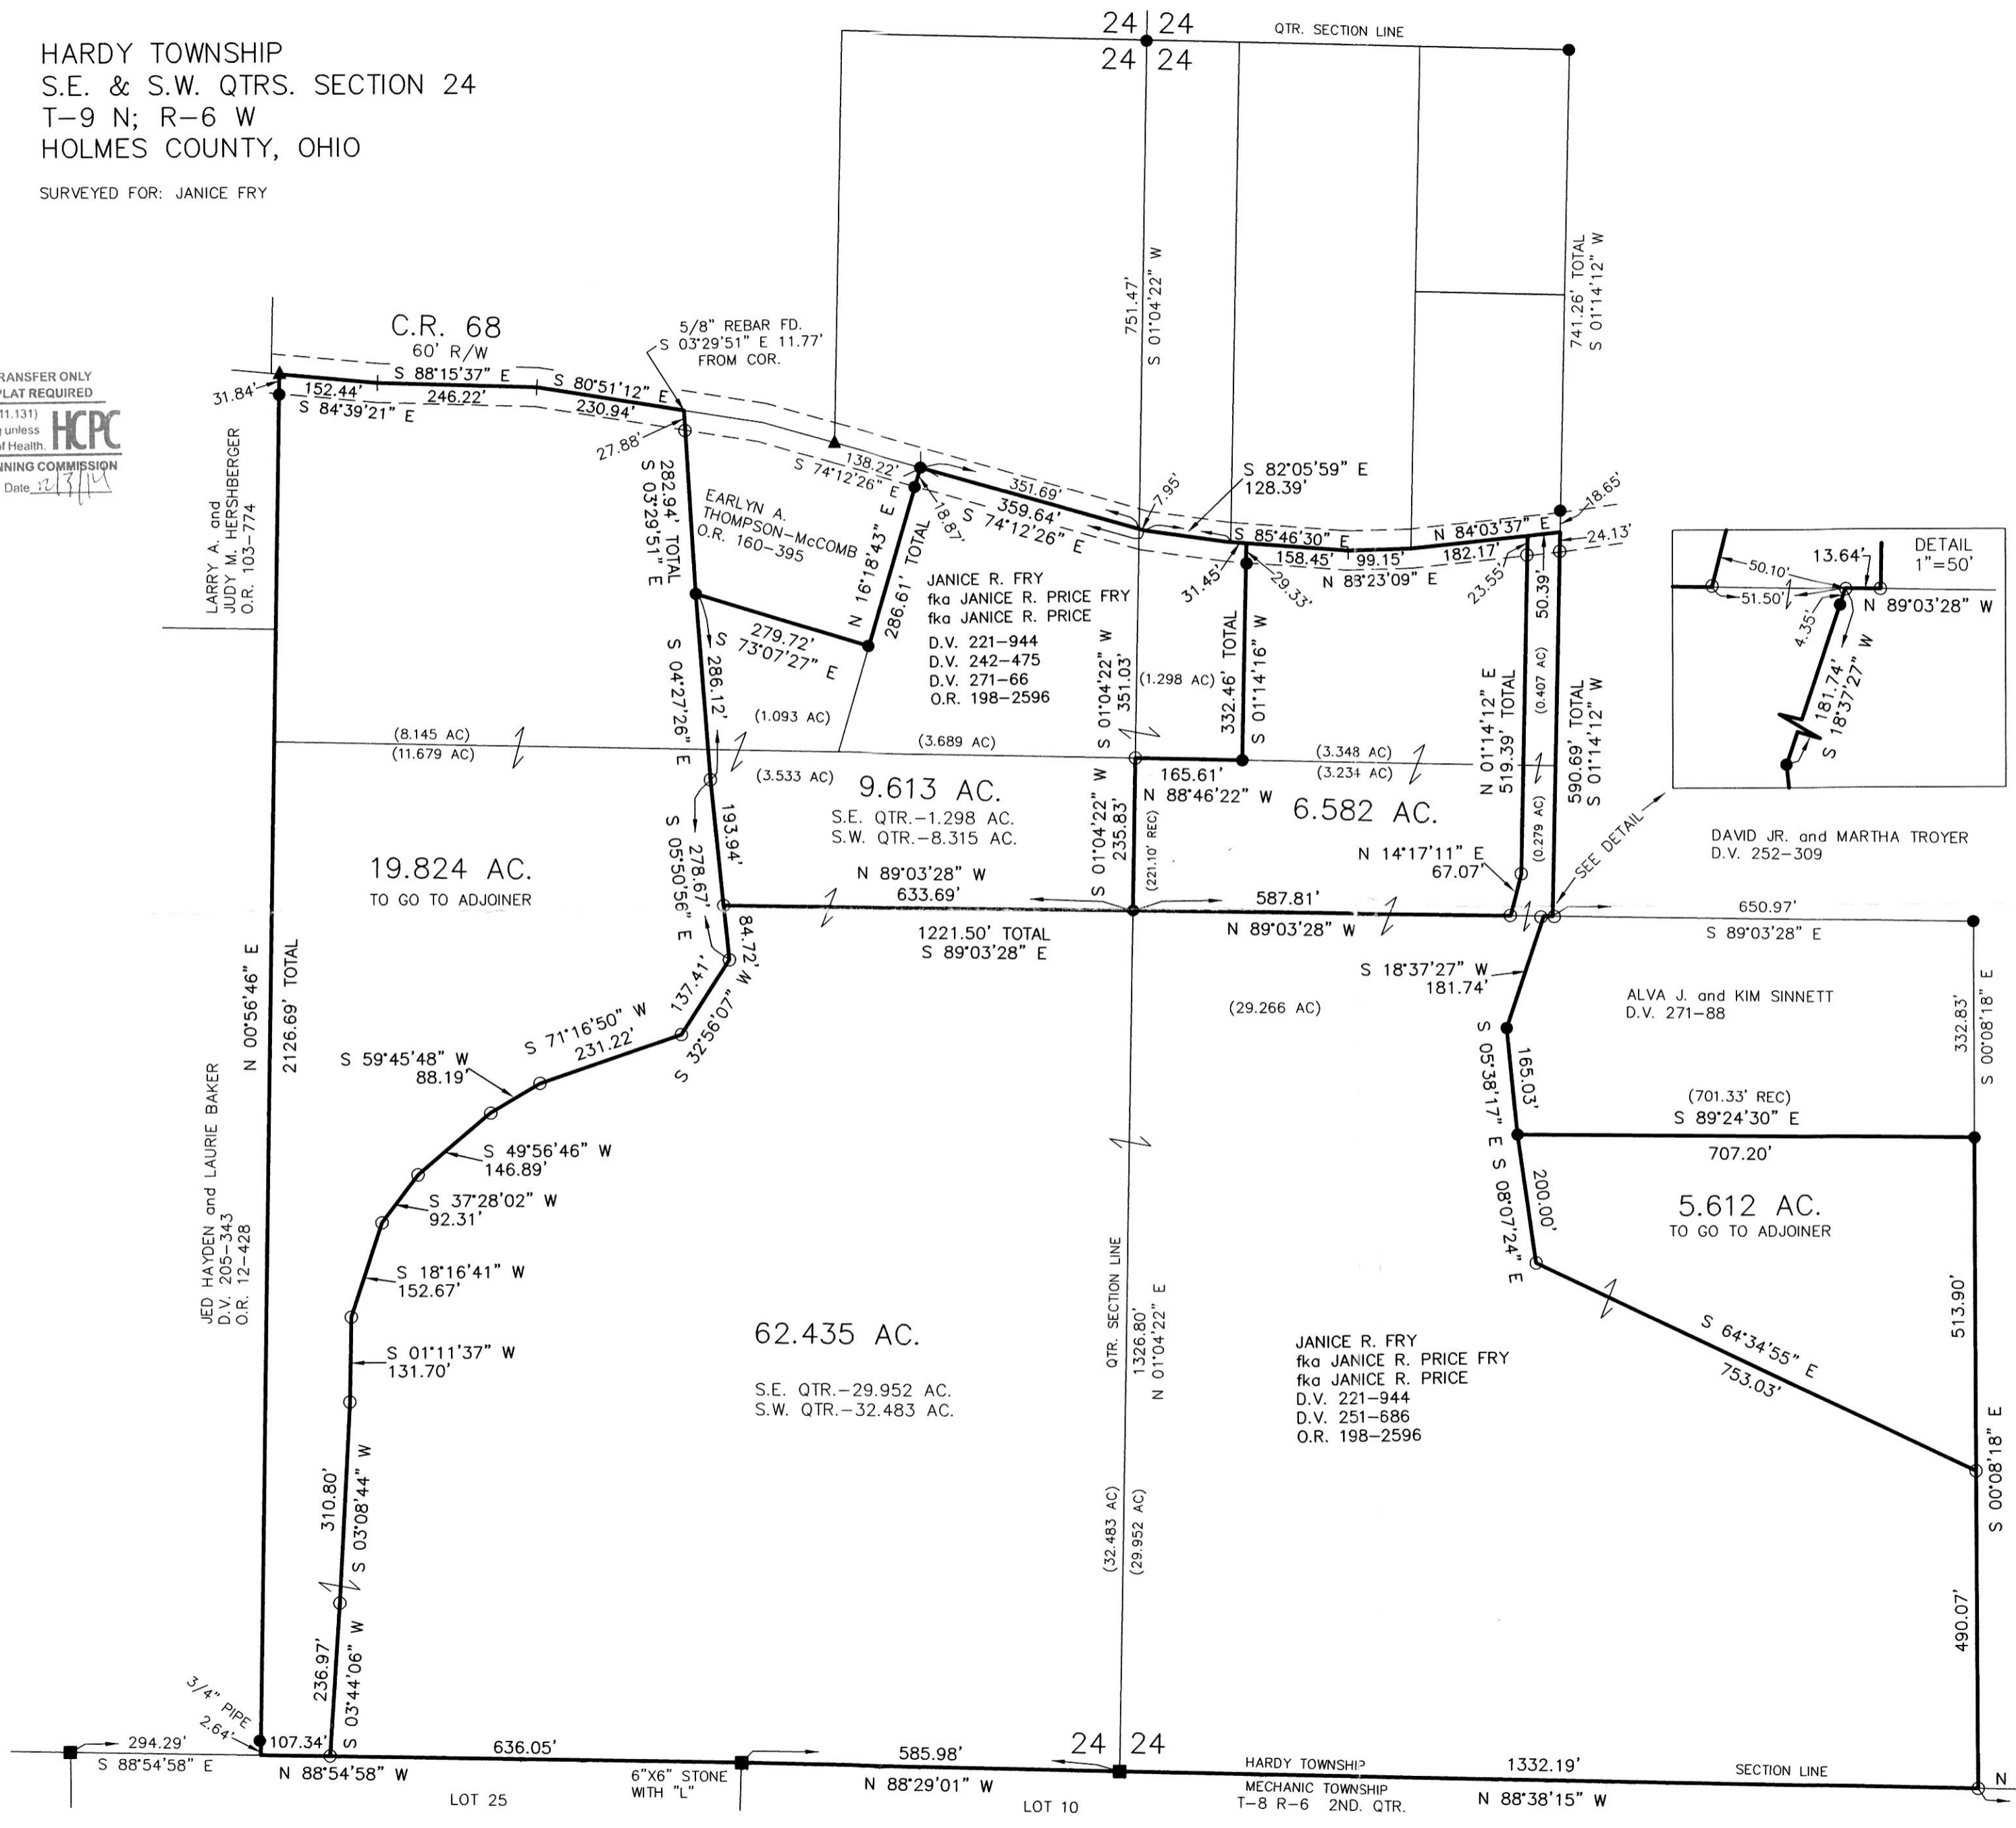 HARDY TOWNSHIP
S.E. & S.W. QTRS. SECTION 24
T-9 N; R-6 W
HOLMES COUNTY, OHIO
SURVEYED FOR: JANICE FRY
RANSFER ONLY
LAT REQUIRED
11.131)
unless
f Health.
HCPC
NNING COMMISSION
Date 12/3/14
24 24
24 24
QTR. SECTION LINE
751.47'
S 01°04'22" W
741.26' TOTAL
S 01°14'12" W
C.R. 68
60' R/W
5/8" REBAR FD.
S 03°29'51" E 11.77'
FROM COR.
31.84'
152.44'
S 84°39'21" E
S 88°15'37" E
246.22'
S 80°51'12" E
230.94'
27.88'
138.22'
S 74°12'26" E
18.87'
351.69'
359.64'
S 74°12'26" E
7.95'
S 82°05'59" E
128.39'
S 85°46'30" E
158.45'
99.15'
N 83°23'09" E
N 84°03'37" E
182.17'
18.65'
24.13'
31.45'
29.33'
23.55'
50.39'
LARRY A. and
JUDY M. HERSHBERGER
O.R. 103-774
282.94' TOTAL
S 03°29'51" E
EARLYN A.
THOMPSON-McCOMB
O.R. 160-395
N 16°18'43" E
286.61' TOTAL
279.72'
S 73°07'27" E
JANICE R. FRY
fka JANICE R. PRICE FRY
fka JANICE R. PRICE
D.V. 221-944
D.V. 242-475
D.V. 271-66
O.R. 198-2596
S 01°04'22" W
351.03'
(1.298 AC)
332.46' TOTAL
S 01°14'16" W
N 01°14'12" E
519.39' TOTAL
(0.407 AC)
590.69' TOTAL
S 01°14'12" W
DETAIL
1"=50'
13.64'
50.10'
51.50'
N 89°03'28" W
4.35'
181.74'
S 18°37'27" W
S 04°27'26" E
286.12'
(1.093 AC)
(8.145 AC)
(11.679 AC)
(3.689 AC)
(3.533 AC)
(3.348 AC)
(3.234 AC)
9.613 AC.
S.E. QTR.-1.298 AC.
S.W. QTR.-8.315 AC.
165.61'
N 88°46'22" W
6.582 AC.
S 01°04'22" W
235.83'
(221.10' REC)
(0.279 AC)
SEE DETAIL
DAVID JR. and MARTHA TROYER
D.V. 252-309
19.824 AC.
TO GO TO ADJOINER
193.94'
278.67'
S 05°50'56" E
84.72'
N 89°03'28" W
633.69'
1221.50' TOTAL
S 89°03'28" E
N 14°17'11" E
67.07'
587.81'
N 89°03'28" W
650.97'
S 89°03'28" E
N 00°56'46" E
2126.69' TOTAL
137.41'
S 32°56'07" W
S 71°16'50" W
231.22'
S 59°45'48" W
88.19'
S 49°56'46" W
146.89'
S 37°28'02" W
92.31'
S 18°16'41" W
152.67'
S 01°11'37" W
131.70'
310.80'
S 03°08'44" W
236.97'
S 03°44'06" W
JED HAYDEN and LAURIE BAKER
D.V. 205-343
O.R. 12-428
(29.266 AC)
S 18°37'27" W
181.74'
ALVA J. and KIM SINNETT
D.V. 271-88
332.83'
S 00°08'18" E
S 05°38'17" E
165.03'
(701.33' REC)
S 89°24'30" E
707.20'
S 08°07'24" E
200.00'
5.612 AC.
TO GO TO ADJOINER
S 64°34'55" E
753.03'
513.90'
S 00°08'18" E
490.07'
62.435 AC.
S.E. QTR.-29.952 AC.
S.W. QTR.-32.483 AC.
QTR. SECTION LINE
1326.80'
N 01°04'22" E
(32.483 AC)
(29.952 AC)
JANICE R. FRY
fka JANICE R. PRICE FRY
fka JANICE R. PRICE
D.V. 221-944
D.V. 251-686
O.R. 198-2596
3/4" PIPE
2.64'
294.29'
S 88°54'58" E
107.34'
N 88°54'58" W
636.05'
LOT 25
6"X6" STONE
WITH "L"
585.98'
N 88°29'01" W
LOT 10
24 24
HARDY TOWNSHIP
MECHANIC TOWNSHIP
T-8 R-6 2ND. QTR.
1332.19'
N 88°38'15" W
SECTION LINE
N